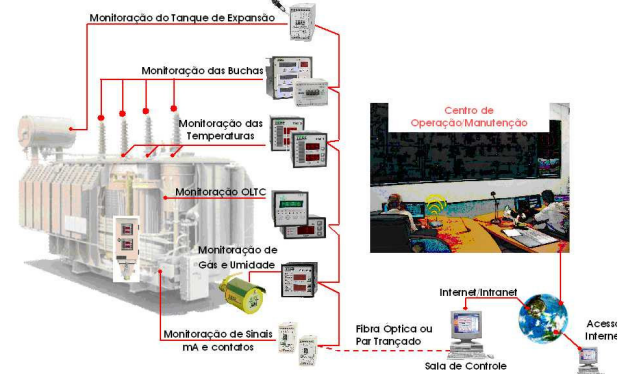 Monitoração do Tanque de Expansão
Monitoração das Buchas
Monitoração das
Temperaturas
Monitoração OLTC
Monitoração de
Gás e Umidade
Monitoração de Sinais
mA e contatos
Fibra Óptica ou
Par Trançado
Centro de
Operação/Manutenção
Internet/Intranet
Sala de Controle
Acesso
Interne